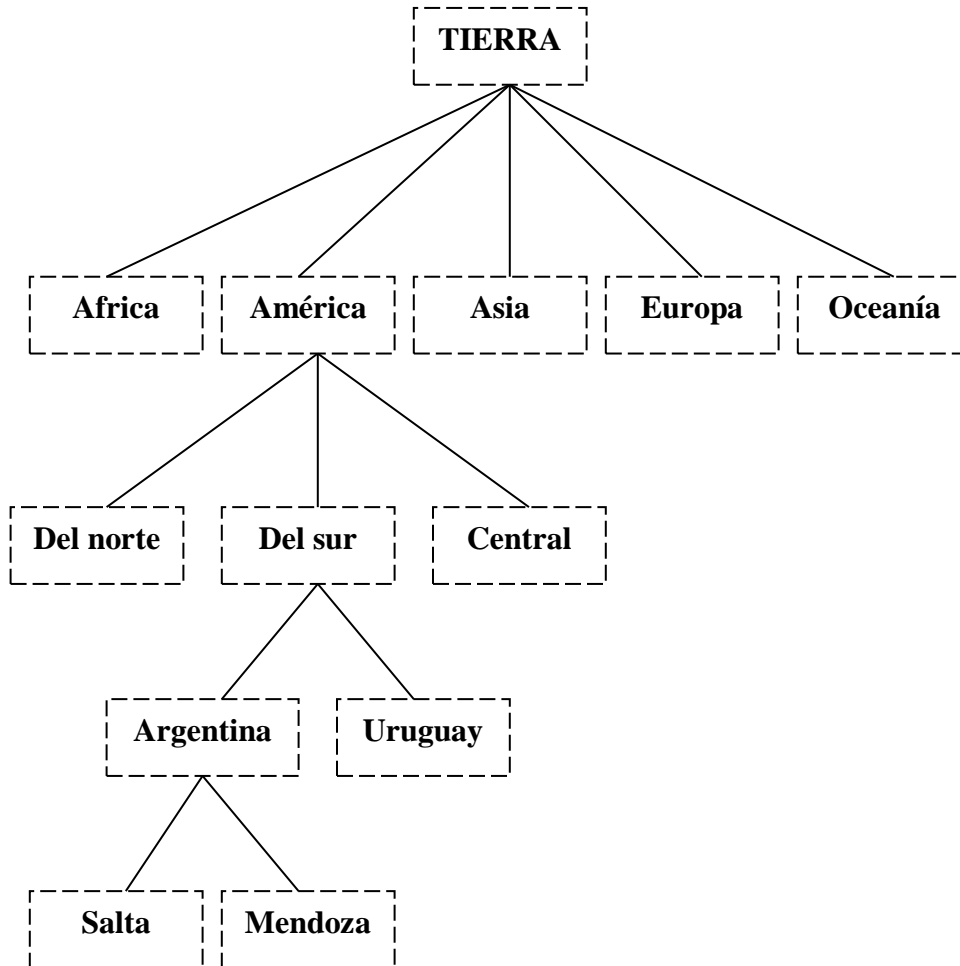 TIERRA
Africa
América
Asia
Europa
Oceanía
Del norte
Del sur
Central
Argentina
Uruguay
Salta
Mendoza